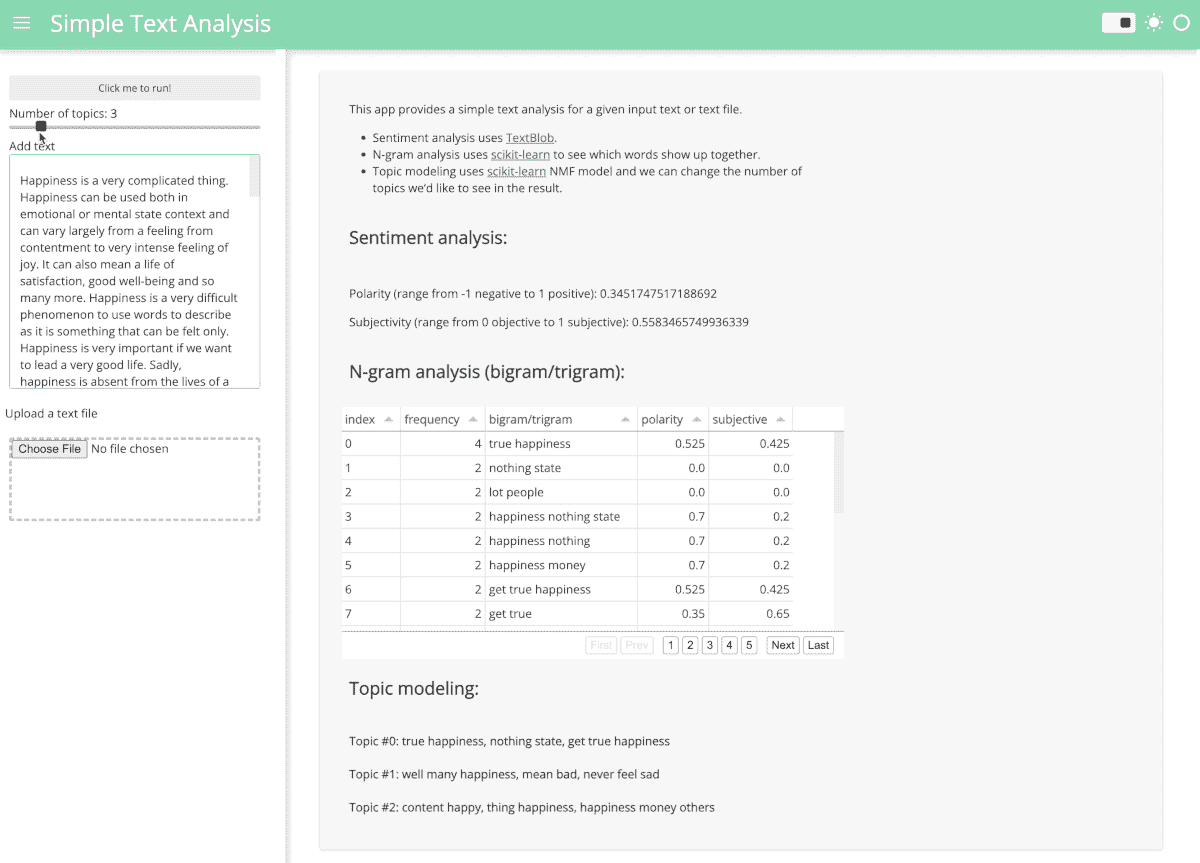 Simple Text Analysis
Click me to run!
Number of topics: 3
Add text
Happiness is a very complicated thing.
Happiness can be used both in
emotional or mental state context and
can vary largely from a feeling from
contentment to very intense feeling of
joy. It can also mean a life of
satisfaction, good well-being and so
many more. Happiness is a very difficult
phenomenon to use words to describe
as it is something that can be felt only.
Happiness is very important if we want
to lead a very good life. Sadly,
happiness is absent from the lives of a
Upload a text file
Choose File No file chosen
This app provides a simple text analysis for a given input text or text file.
• Sentiment analysis uses TextBlob.
• N-gram analysis uses scikit-learn to see which words show up together.
• Topic modeling uses scikit-learn NMF model and we can change the number of
topics we’d like to see in the result.
Sentiment analysis:
Polarity (range from -1 negative to 1 positive): 0.3451747517188692
Subjectivity (range from 0 objective to 1 subjective): 0.5583465749936339
N-gram analysis (bigram/trigram):
index frequency bigram/trigram polarity subjective
0 4 true happiness 0.525 0.425
1 2 nothing state 0.0 0.0
2 2 lot people 0.0 0.0
3 2 happiness nothing state 0.7 0.2
4 2 happiness nothing 0.7 0.2
5 2 happiness money 0.7 0.2
6 2 get true happiness 0.525 0.425
7 2 get true 0.35 0.65
First Prev 1 2 3 4 5 Next Last
Topic modeling:
Topic #0: true happiness, nothing state, get true happiness
Topic #1: well many happiness, mean bad, never feel sad
Topic #2: content happy, thing happiness, happiness money others